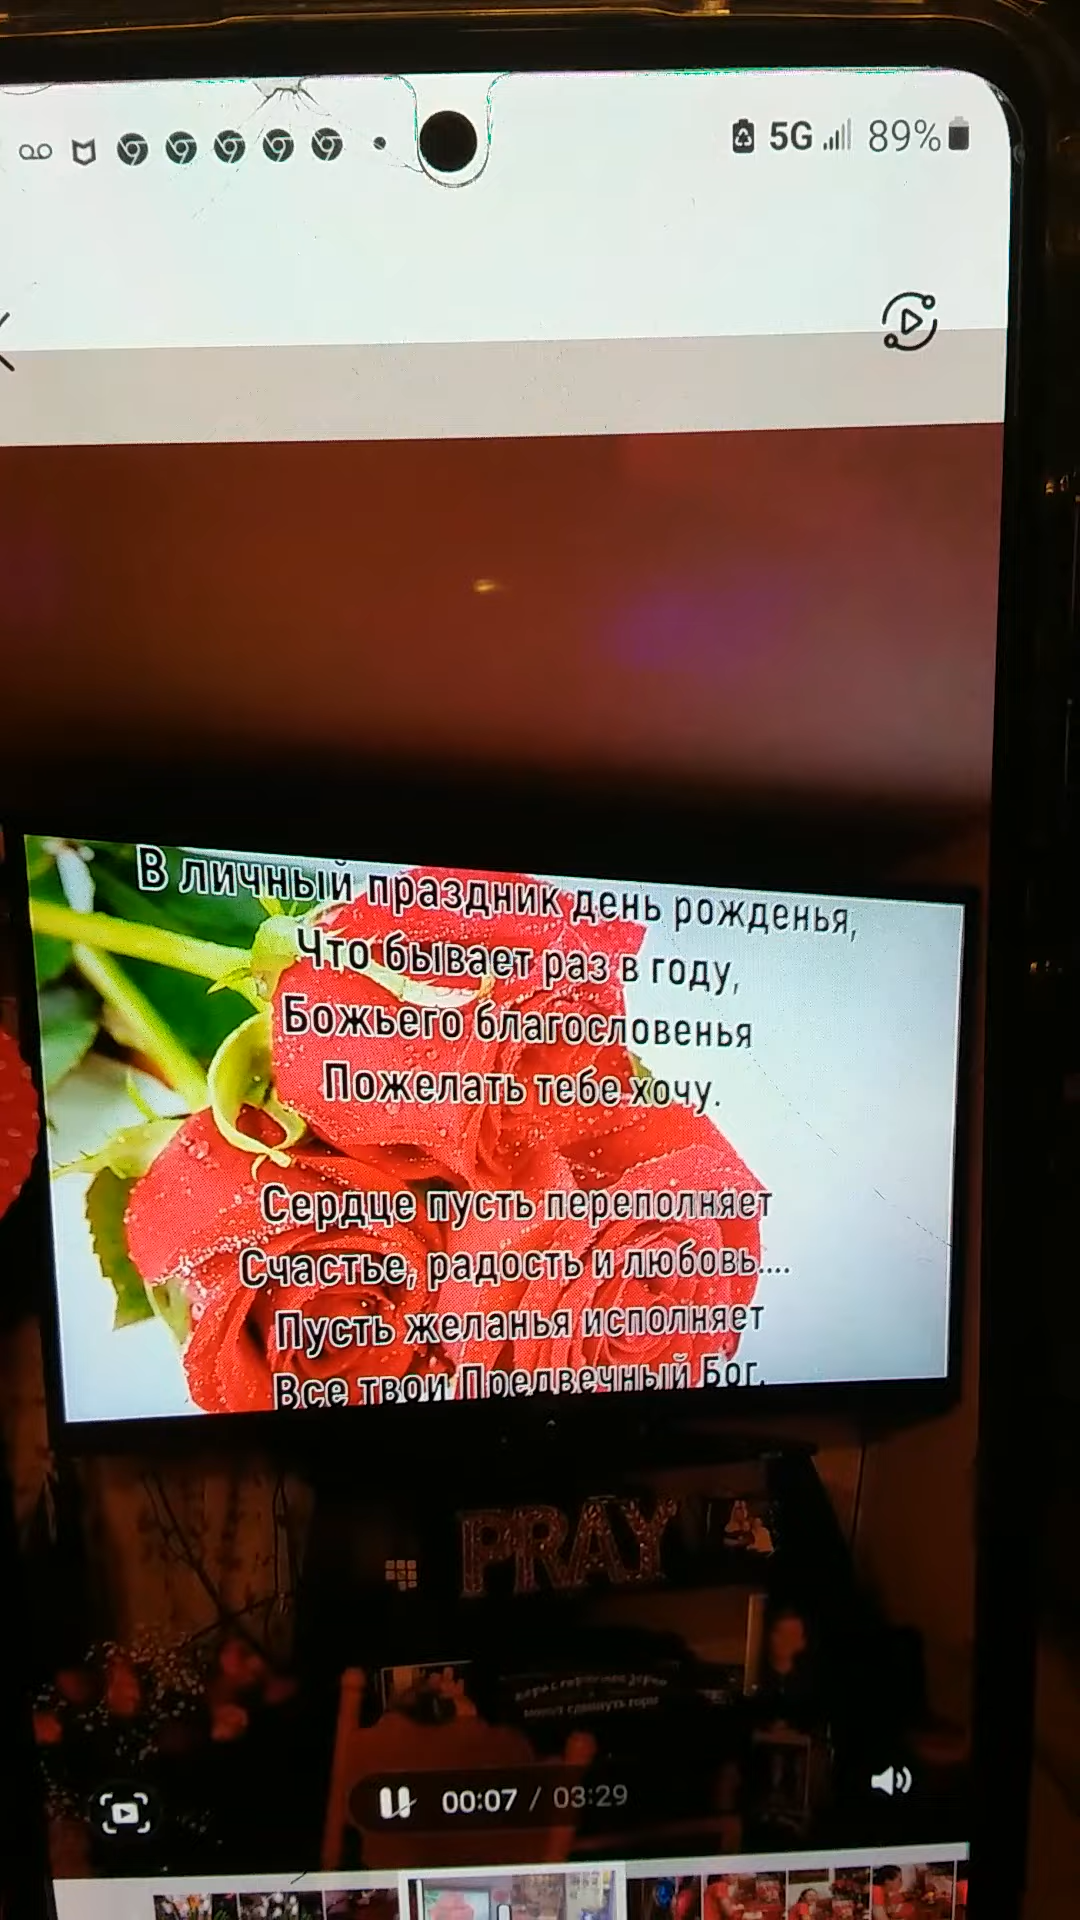 5G 89%
В личный праздник день рожденья,
Что бывает раз в году,
Божьего благословенья
Пожелать тебе хочу.
Сердце пусть переполняет
Счастье, радость и любовь....
Пусть желанья исполняет
Все твои Предвечный Бог.
PRAY
00:07 / 03:29